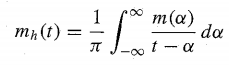 m_h(t) = \frac{1}{\pi} \int_{-\infty}^{\infty} \frac{m(\alpha)}{t - \alpha} d\alpha